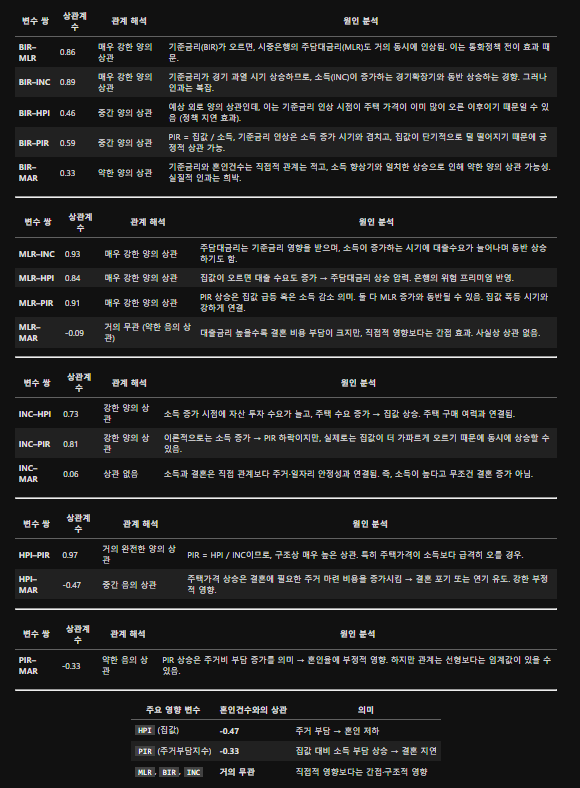 변수 쌍 상관계수 관계 해석 원인 분석
BIR–MLR 0.86 매우 강한 양의 상관 기준금리(BIR)가 오르면, 시중은행의 주담대금리(MLR)도 거의 동시에 인상됨. 이는 통화정책 전이 효과 때문.
BIR–INC 0.89 매우 강한 양의 상관 기준금리가 경기 과열 시기 상승하므로, 소득(INC)이 증가하는 경기확장기와 동반 상승하는 경향. 그러나 인과는 복잡.
BIR–HPI 0.46 중간 양의 상관 예상 외로 양의 상관인데, 이는 기준금리 인상 시점이 주택 가격이 이미 많이 오른 이후이기 때문일 수 있음 (정책 지연 효과).
BIR–PIR 0.59 중간 양의 상관 PIR = 집값 / 소득, 기준금리 인상은 소득 증가 시기와 겹치고, 집값이 단기적으로 덜 떨어지기 때문에 긍정적 상관 가능.
BIR–MAR 0.33 약한 양의 상관 기준금리와 혼인건수는 직접적 관계는 적고, 소득 향상기와 일치한 상승으로 인해 약한 양의 상관 가능성. 실질적 인과는 희박.
변수 쌍 상관계수 관계 해석 원인 분석
MLR–INC 0.93 매우 강한 양의 상관 주담대금리는 기준금리 영향을 받으며, 소득이 증가하는 시기에 대출수요가 늘어나며 동반 상승하기도 함.
MLR–HPI 0.84 매우 강한 양의 상관 집값이 오르면 대출 수요도 증가 → 주담대금리 상승 압력. 은행의 위험 프리미엄 반영.
MLR–PIR 0.91 매우 강한 양의 상관 PIR 상승은 집값 급등 혹은 소득 감소 의미. 둘 다 MLR 증가와 동반될 수 있음. 집값 폭등 시기와 강하게 연결.
MLR–MAR -0.09 거의 무관 (약한 음의 상관) 대출금리 높을수록 결혼 비용 부담이 크지만, 직접적 영향보다는 간접 효과. 사실상 상관 없음.
변수 쌍 상관계수 관계 해석 원인 분석
INC–HPI 0.73 강한 양의 상관 소득 증가 시점에 자산 투자 수요가 늘고, 주택 수요 증가 → 집값 상승. 주택 구매 여력과 연결됨.
INC–PIR 0.81 강한 양의 상관 이론적으로는 소득 증가 → PIR 하락이지만, 실제로는 집값이 더 가파르게 오르기 때문에 동시에 상승할 수 있음.
INC–MAR 0.06 상관 없음 소득과 결혼은 직접 관계보다 주거·일자리 안정성과 연결됨. 즉, 소득이 높다고 무조건 결혼 증가 아님.
변수 쌍 상관계수 관계 해석 원인 분석
HPI–PIR 0.97 거의 완전한 양의 상관 PIR = HPI / INC이므로, 구조상 매우 높은 상관. 특히 주택가격이 소득보다 급격히 오를 경우.
HPI–MAR -0.47 중간 음의 상관 주택가격 상승은 결혼에 필요한 주거 마련 비용을 증가시킴 → 결혼 포기 또는 연기 유도. 강한 부정적 영향.
변수 쌍 상관계수 관계 해석 원인 분석
PIR–MAR -0.33 약한 음의 상관 PIR 상승은 주거비 부담 증가를 의미 → 혼인율에 부정적 영향. 하지만 관계는 선형보다는 임계값이 있을 수 있음.
주요 영향 변수 혼인건수와의 상관 의미
HPI (집값) -0.47 주거 부담 → 혼인 저하
PIR (주거부담지수) -0.33 집값 대비 소득 부담 상승 → 결혼 지연
MLR, BIR, INC 거의 무관 직접적 영향보다는 간접·구조적 영향